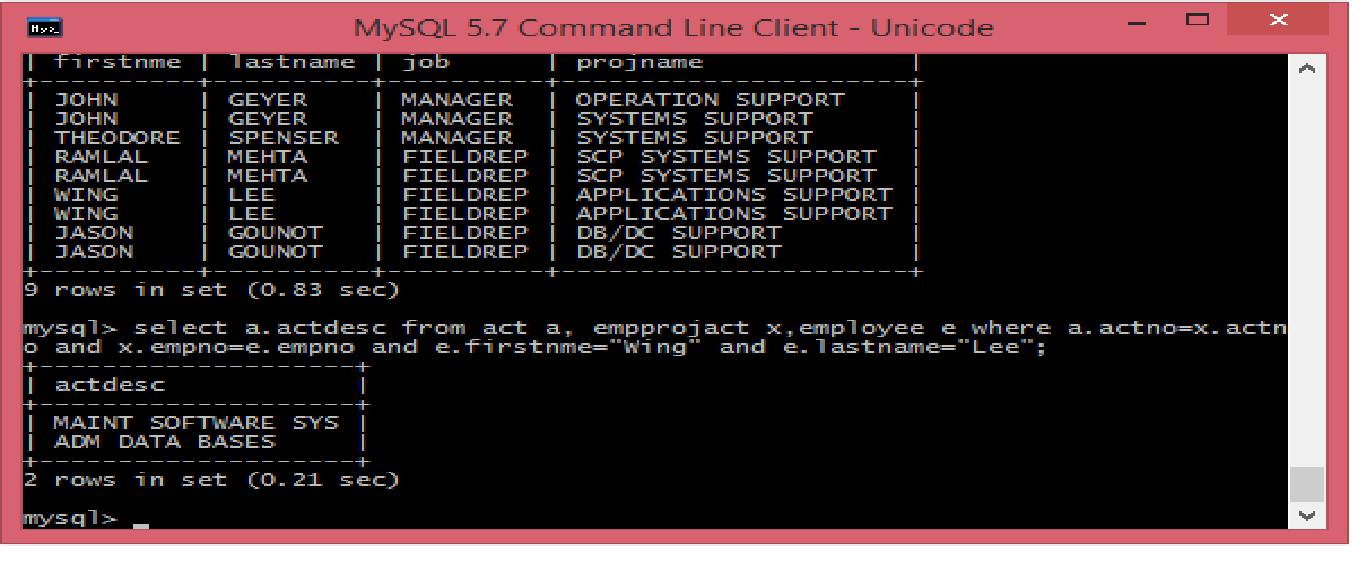 MySQL 5.7 Command Line Client - Unicode
| firstnme | lastname | job | projname |
+----------+----------+----------+----------------------+
| JOHN | GEYER | MANAGER | OPERATION SUPPORT |
| JOHN | GEYER | MANAGER | SYSTEMS SUPPORT |
| THEODORE | SPENSER | MANAGER | SYSTEMS SUPPORT |
| RAMLAL | MEHTA | FIELDREP | SCP SYSTEMS SUPPORT |
| RAMLAL | MEHTA | FIELDREP | SCP SYSTEMS SUPPORT |
| WING | LEE | FIELDREP | APPLICATIONS SUPPORT |
| WING | LEE | FIELDREP | APPLICATIONS SUPPORT |
| JASON | GOUNOT | FIELDREP | DB/DC SUPPORT |
| JASON | GOUNOT | FIELDREP | DB/DC SUPPORT |
+----------+----------+----------+----------------------+
9 rows in set (0.83 sec)
mysql> select a.actdesc from act a, empprojact x,employee e where a.actno=x.actn
o and x.empno=e.empno and e.firstnme="Wing" and e.lastname="Lee";
+--------------------+
| actdesc |
+--------------------+
| MAINT SOFTWARE SYS |
| ADM DATA BASES |
+--------------------+
2 rows in set (0.21 sec)
mysql> _